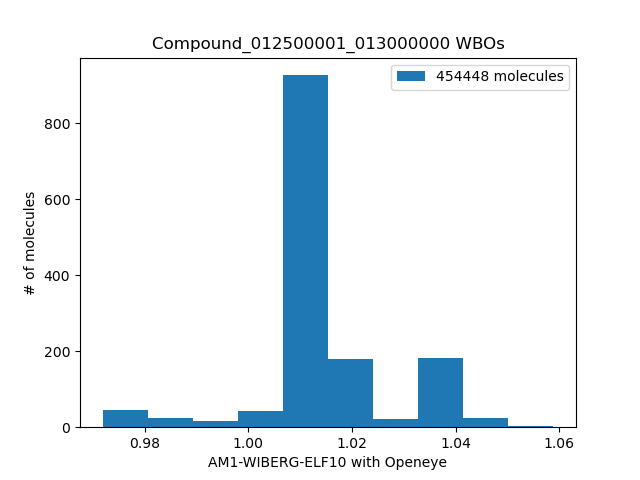 Compound_012500001_013000000 WBOs
454448 molecules
# of molecules
800
600
400
200
0
0.98 1.00 1.02 1.04 1.06
AM1-WIBERG-ELF10 with Openeye